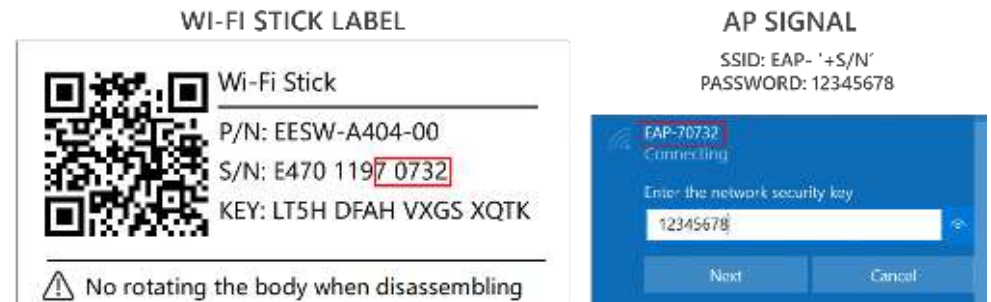 WI-FI STICK LABEL
Wi-Fi Stick
P/N: EESW-A404-00
S/N: E470 1197 0732
KEY: LT5H DFAH VXGS XQTK
No rotating the body when disassembling
AP SIGNAL
SSID: EAP- '+S/N'
PASSWORD: 12345678
EAP-70732
Connecting
Enter the network security key
12345678
Next Cancel